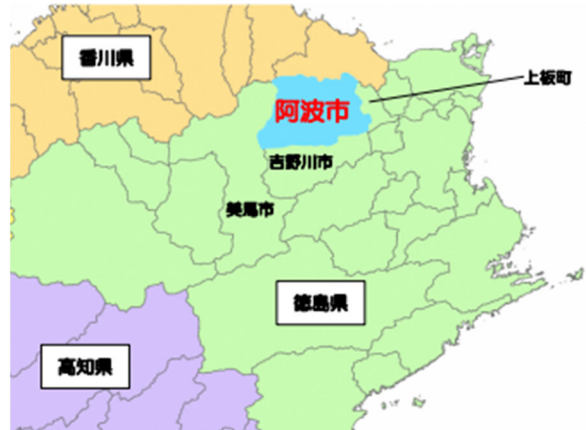 香川県
上板町
阿波市
吉野川市
美馬市
徳島県
高知県